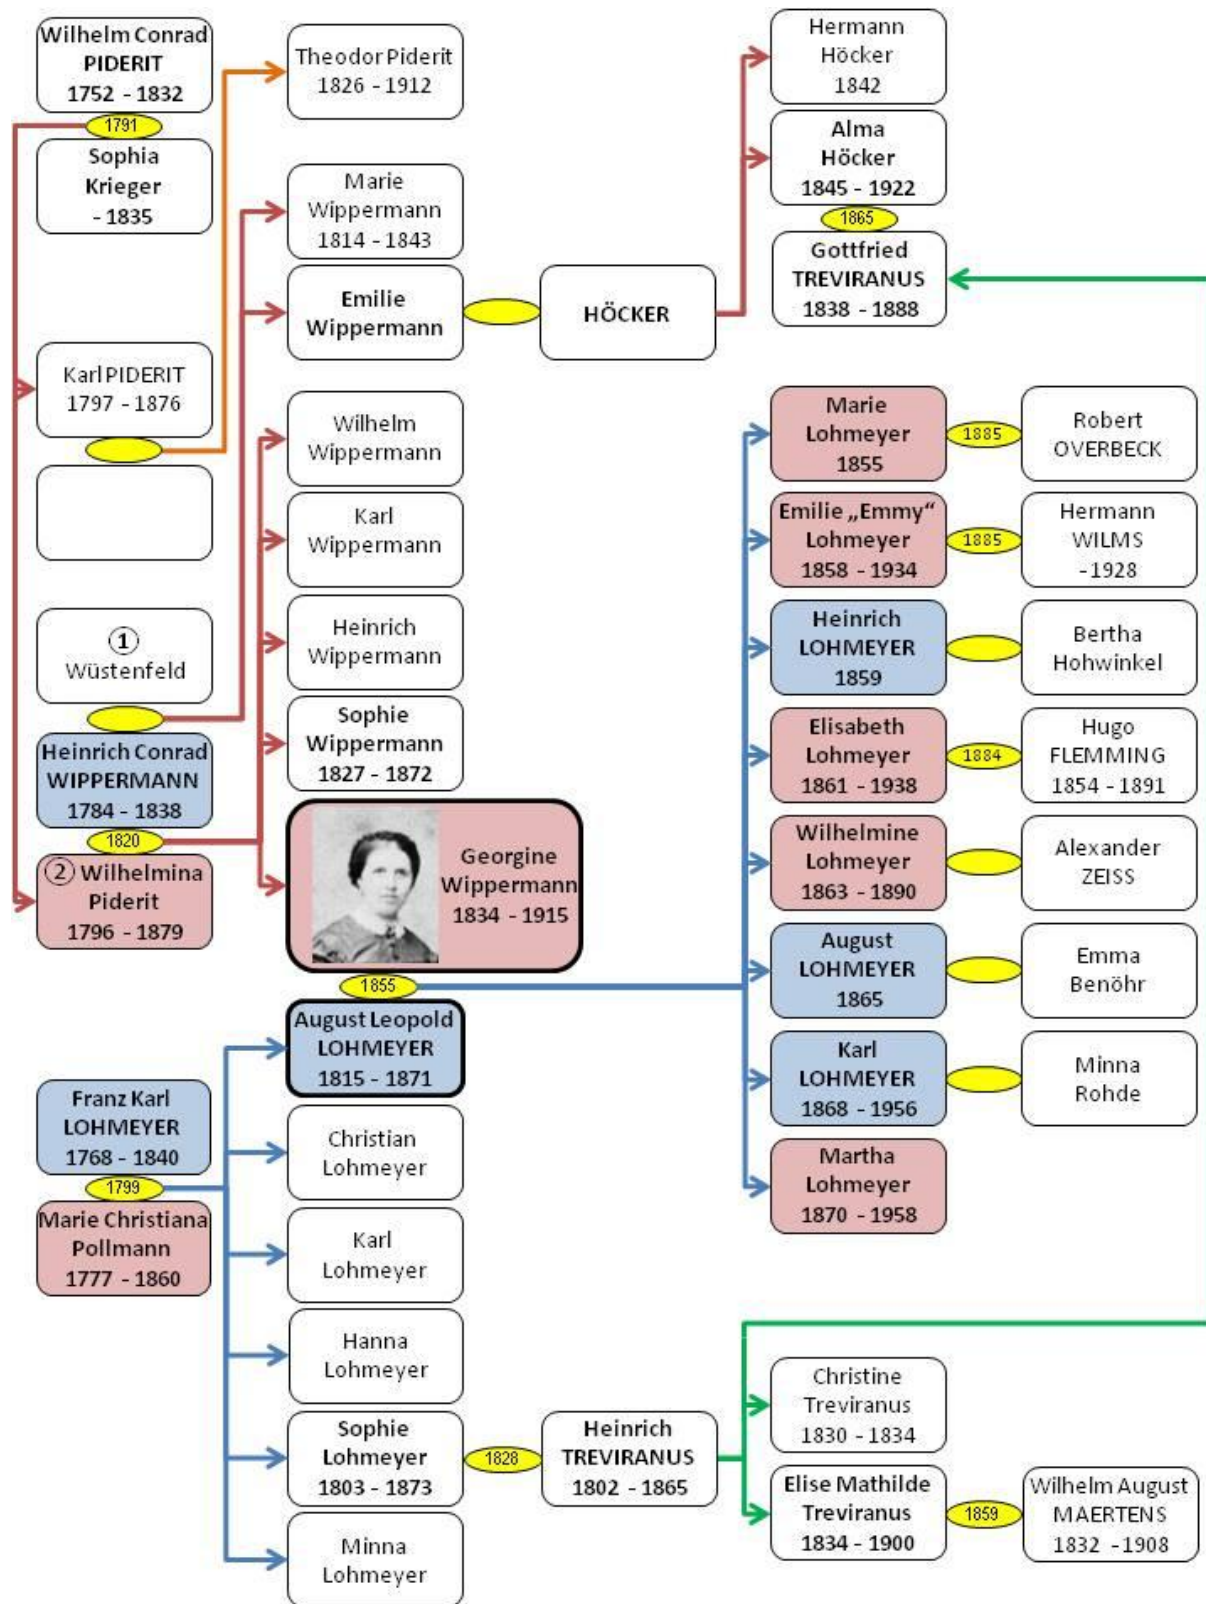 Wilhelm Conrad
PIDERIT
1752 - 1832
1791
Sophia
Krieger
- 1835
Karl PIDERIT
1797 - 1876
①
Wüstenfeld
Heinrich Conrad
WIPPERMANN
1784 - 1838
1820
② Wilhelmina
Piderit
1796 - 1879
Franz Karl
LOHMEYER
1768 - 1840
1799
Marie Christiana
Pollmann
1777 - 1860
Theodor Piderit
1826 - 1912
Marie
Wippermann
1814 - 1843
Emilie
Wippermann
HÖCKER
Wilhelm
Wippermann
Karl
Wippermann
Heinrich
Wippermann
Sophie
Wippermann
1827 - 1872
Georgine
Wippermann
1834 - 1915
1855
August Leopold
LOHMEYER
1815 - 1871
Christian
Lohmeyer
Karl
Lohmeyer
Hanna
Lohmeyer
Sophie
Lohmeyer
1803 - 1873
1828
Heinrich
TREVIRANUS
1802 - 1865
Minna
Lohmeyer
Hermann
Höcker
1842
Alma
Höcker
1845 - 1922
1865
Gottfried
TREVIRANUS
1838 - 1888
Marie
Lohmeyer
1855
1885
Robert
OVERBECK
Emilie „Emmy“
Lohmeyer
1858 - 1934
1885
Hermann
WILMS
-1928
Heinrich
LOHMEYER
1859
Bertha
Hohwinkel
Elisabeth
Lohmeyer
1861 - 1938
1884
Hugo
FLEMMING
1854 - 1891
Wilhelmine
Lohmeyer
1863 - 1890
Alexander
ZEISS
August
LOHMEYER
1865
Emma
Benöhr
Karl
LOHMEYER
1868 - 1956
Minna
Rohde
Martha
Lohmeyer
1870 - 1958
Christine
Treviranus
1830 - 1834
Elise Mathilde
Treviranus
1834 - 1900
1859
Wilhelm August
MAERTENS
1832 - 1908